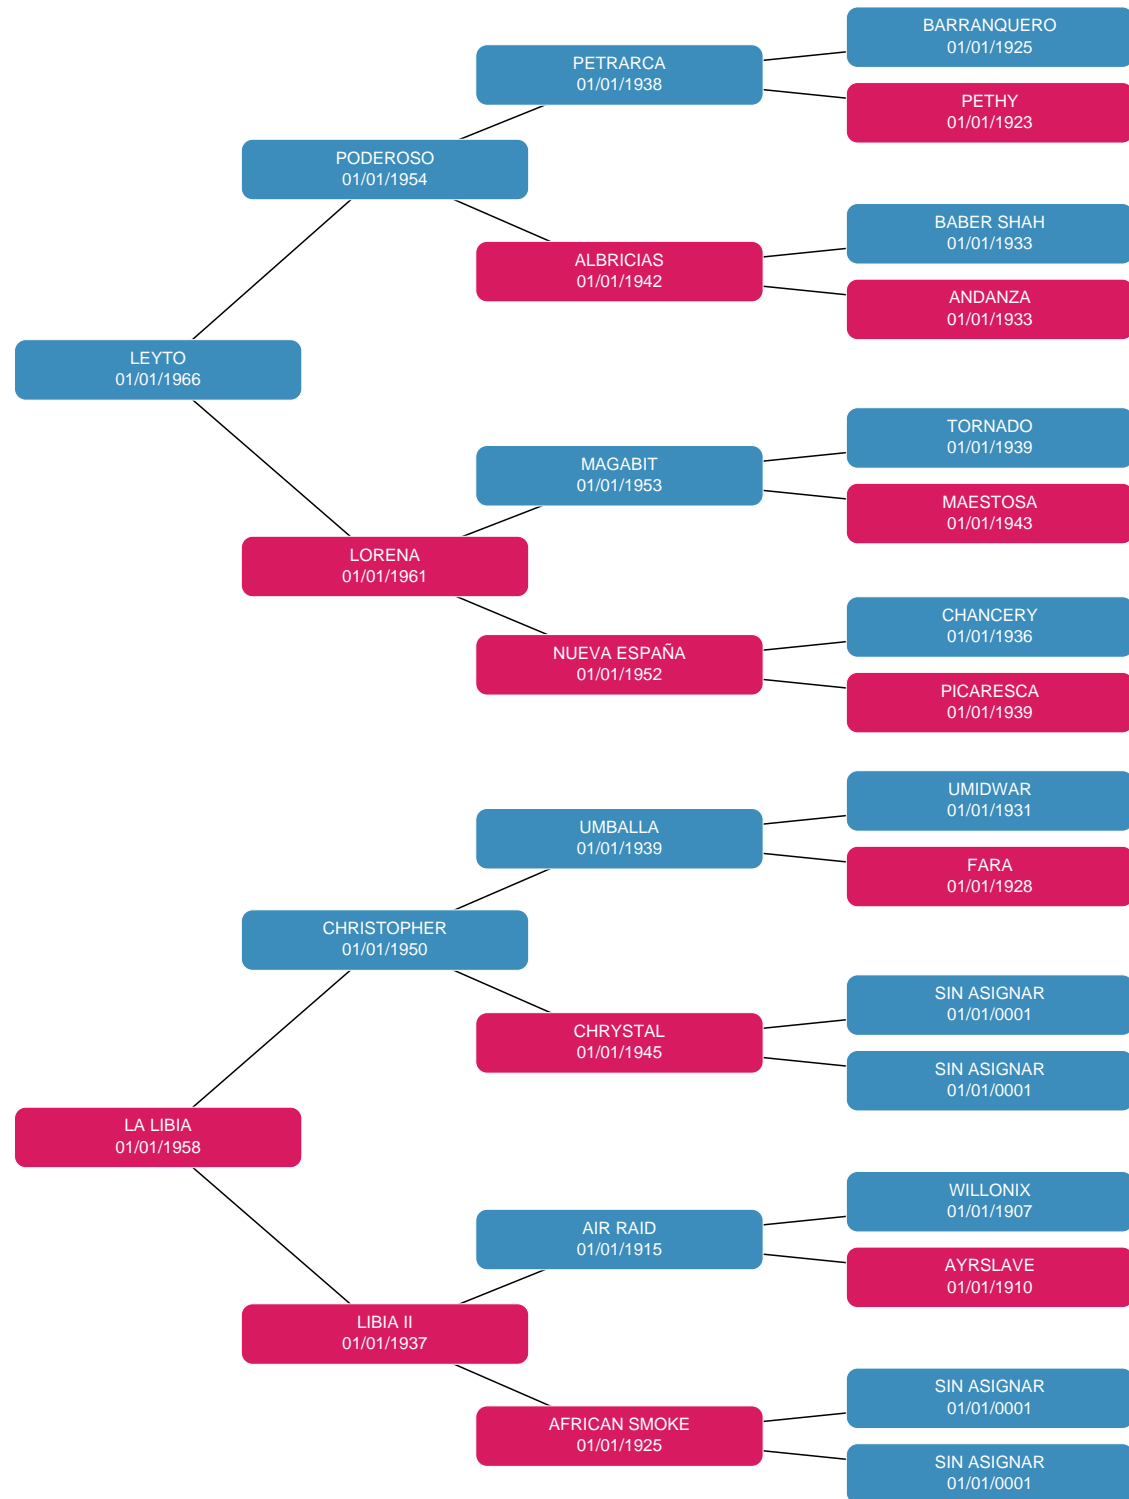 BARRANQUERO
01/01/1925
PETRARCA
01/01/1938
PETHY
01/01/1923
PODEROSO
01/01/1954
BABER SHAH
01/01/1933
ALBRICIAS
01/01/1942
ANDANZA
01/01/1933
LEYTO
01/01/1966
TORNADO
01/01/1939
MAGABIT
01/01/1953
MAESTOSA
01/01/1943
LORENA
01/01/1961
CHANCERY
01/01/1936
NUEVA ESPAÑA
01/01/1952
PICARESCA
01/01/1939
UMIDWAR
01/01/1931
UMBALLA
01/01/1939
FARA
01/01/1928
CHRISTOPHER
01/01/1950
SIN ASIGNAR
01/01/0001
CHRYSTAL
01/01/1945
SIN ASIGNAR
01/01/0001
LA LIBIA
01/01/1958
WILLONIX
01/01/1907
AIR RAID
01/01/1915
AYRSLAVE
01/01/1910
LIBIA II
01/01/1937
SIN ASIGNAR
01/01/0001
AFRICAN SMOKE
01/01/1925
SIN ASIGNAR
01/01/0001